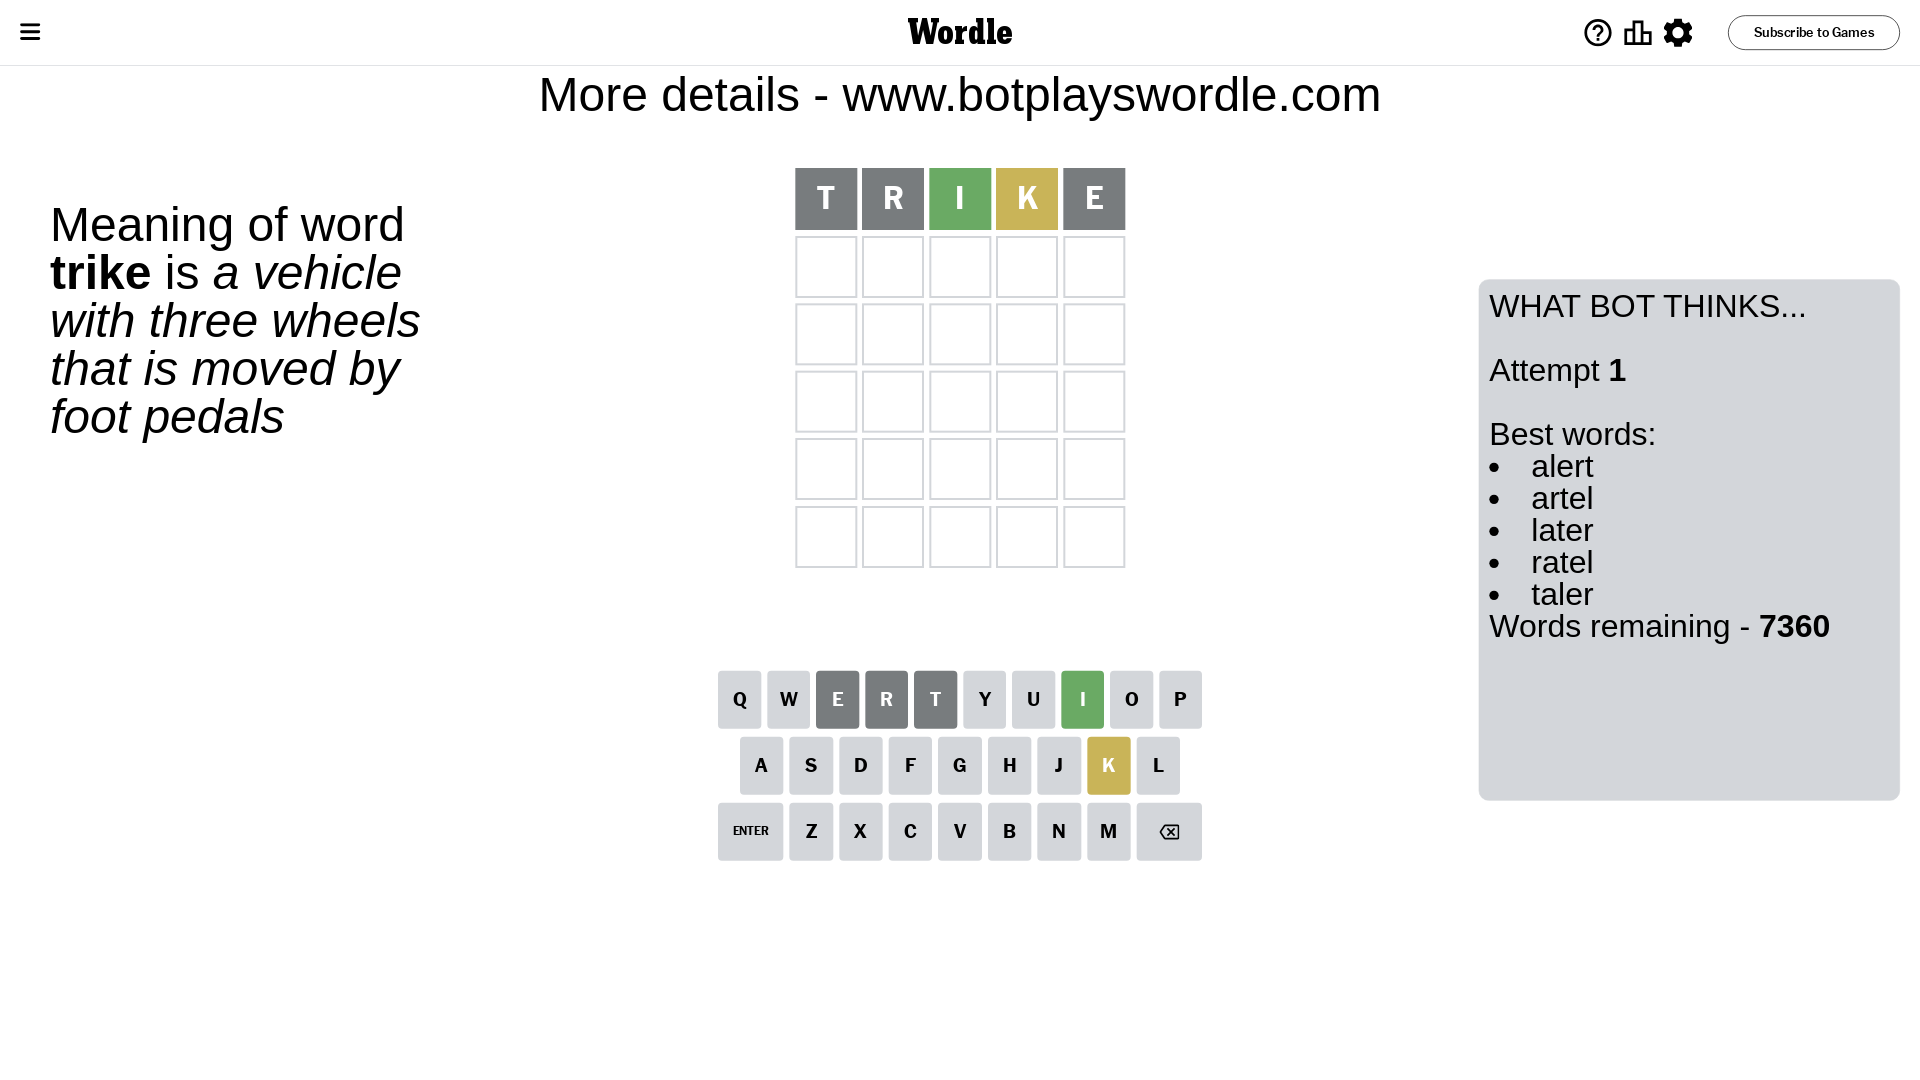 Wordle
Subscribe to Games
More details - www.botplayswordle.com
Meaning of word
trike is a vehicle
with three wheels
that is moved by
foot pedals
T R I K E
WHAT BOT THINKS...
Attempt 1
Best words:
• alert
• artel
• later
• ratel
• taler
Words remaining - 7360
Q W E R T Y U I O P
A S D F G H J K L
ENTER Z X C V B N M